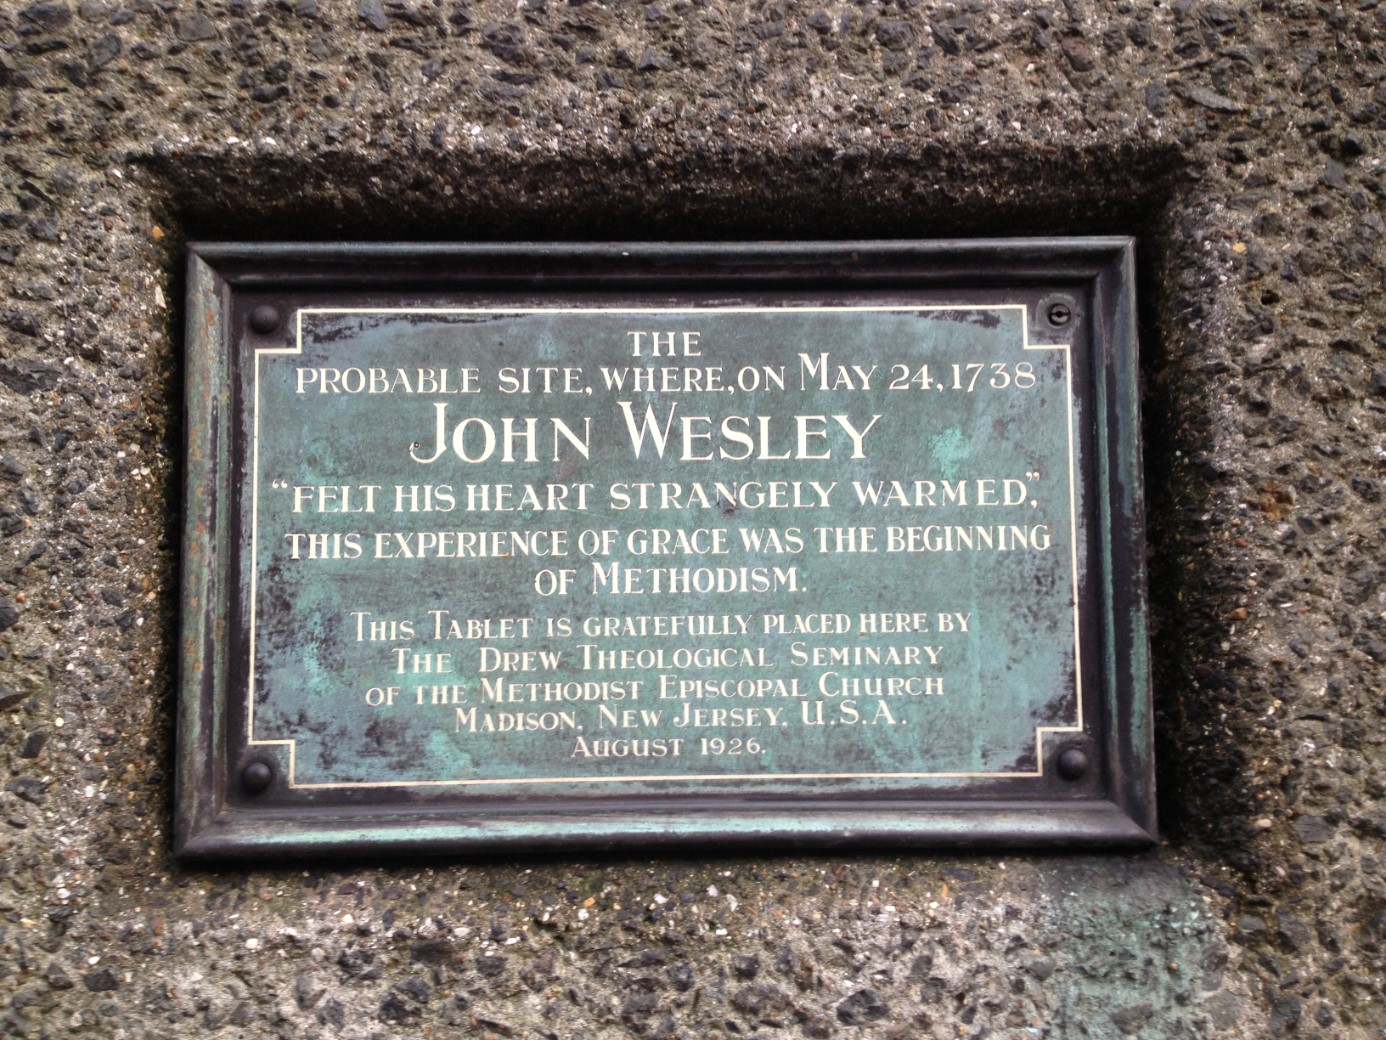 THE
PROBABLE SITE, WHERE, ON MAY 24, 1738
JOHN WESLEY
"FELT HIS HEART STRANGELY WARMED",
THIS EXPERIENCE OF GRACE WAS THE BEGINNING
OF METHODISM.
THIS TABLET IS GRATEFULLY PLACED HERE BY
THE DREW THEOLOGICAL SEMINARY
OF THE METHODIST EPISCOPAL CHURCH
MADISON. NEW JERSEY. U.S.A.
AUGUST 1926.